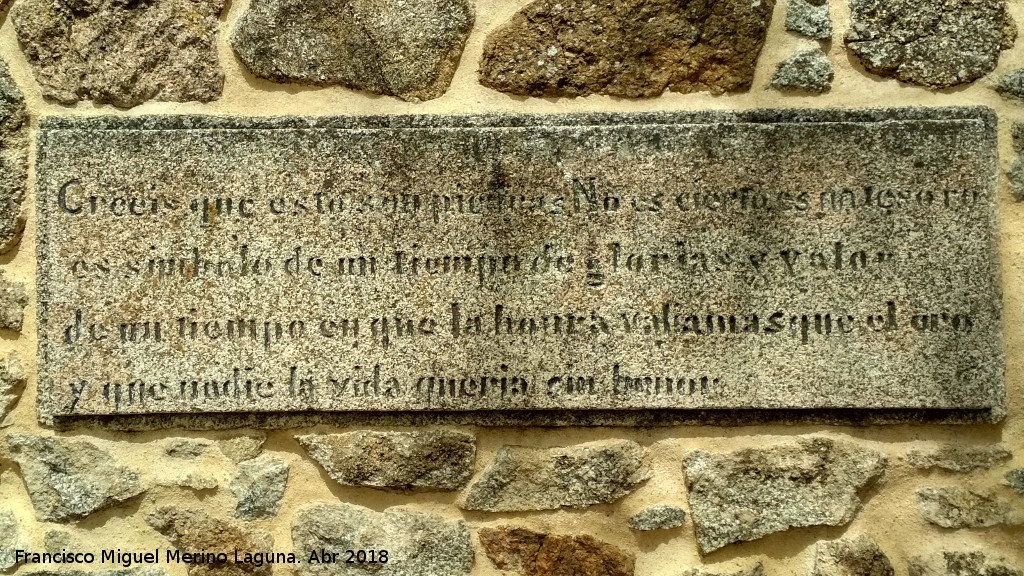 Creeis que esto son piedras No es cierto, es un tesoro
es simbolo de un tiempo de glorias y valor
de un tiempo en que la honra valia mas que el oro
y que nadie la vida queria sin honor.
Francisco Miguel Merino Laguna. Abr 2018